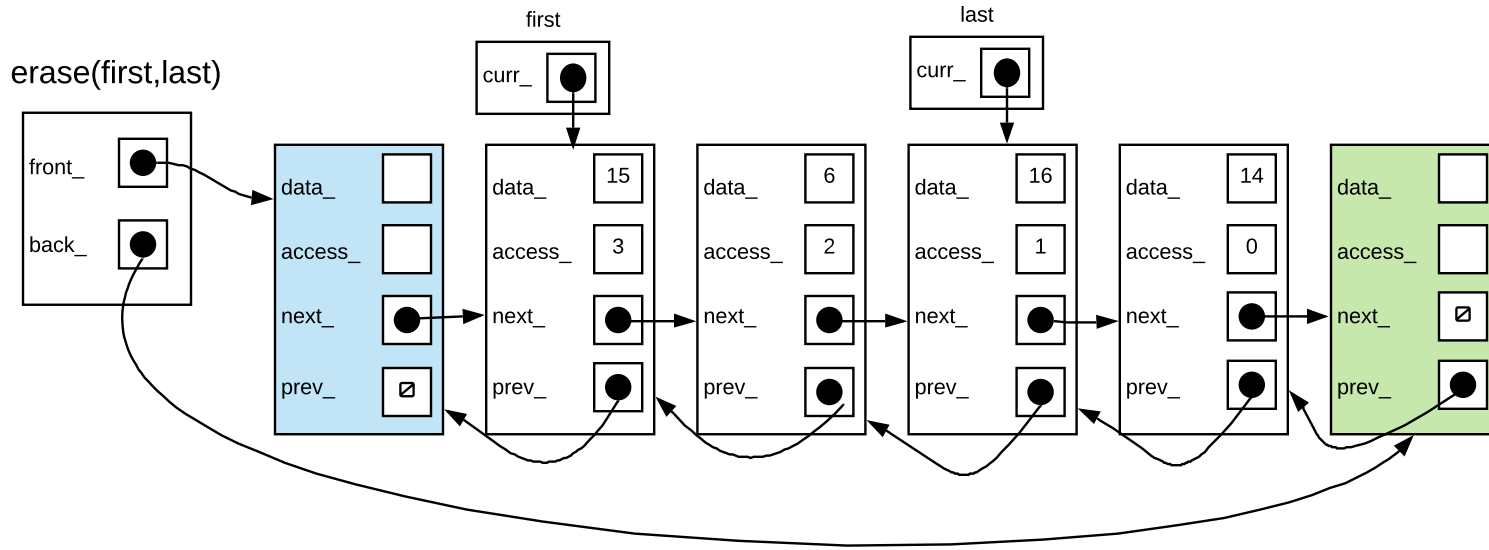 first
last
erase(first,last)
curr_
curr_
front_
back_
data_
access_
next_
prev_
data_ 15
access_ 3
next_
prev_
data_ 6
access_ 2
next_
prev_
data_ 16
access_ 1
next_
prev_
data_ 14
access_ 0
next_
prev_
data_
access_
next_
prev_